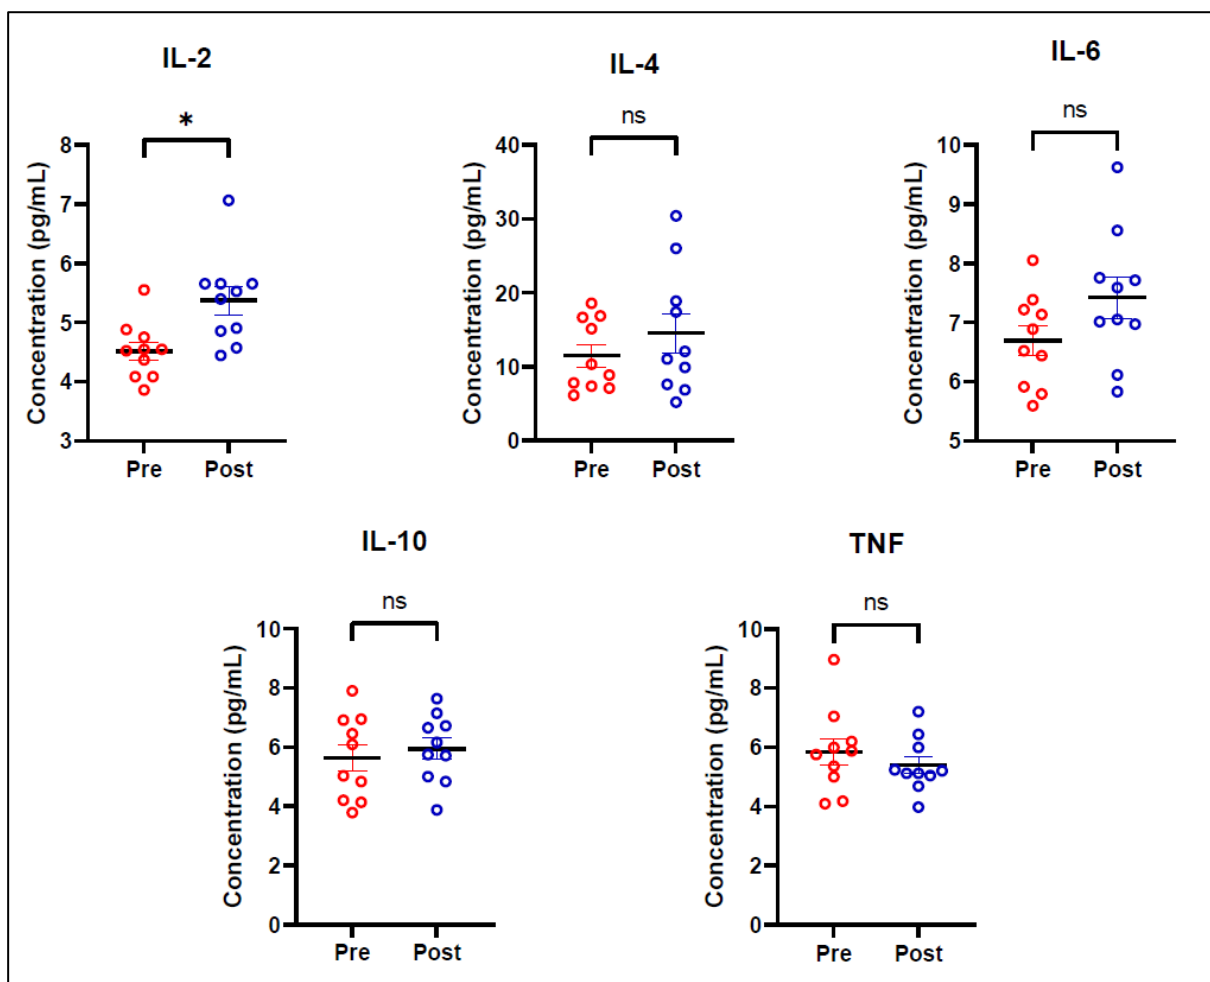 IL-2
*
Concentration (pg/mL)
8
7
6
5
4
3
Pre Post
IL-4
ns
Concentration (pg/mL)
40
30
20
10
0
Pre Post
IL-6
ns
Concentration (pg/mL)
10
9
8
7
6
5
Pre Post
IL-10
ns
Concentration (pg/mL)
10
8
6
4
2
0
Pre Post
TNF
ns
Concentration (pg/mL)
10
8
6
4
2
0
Pre Post